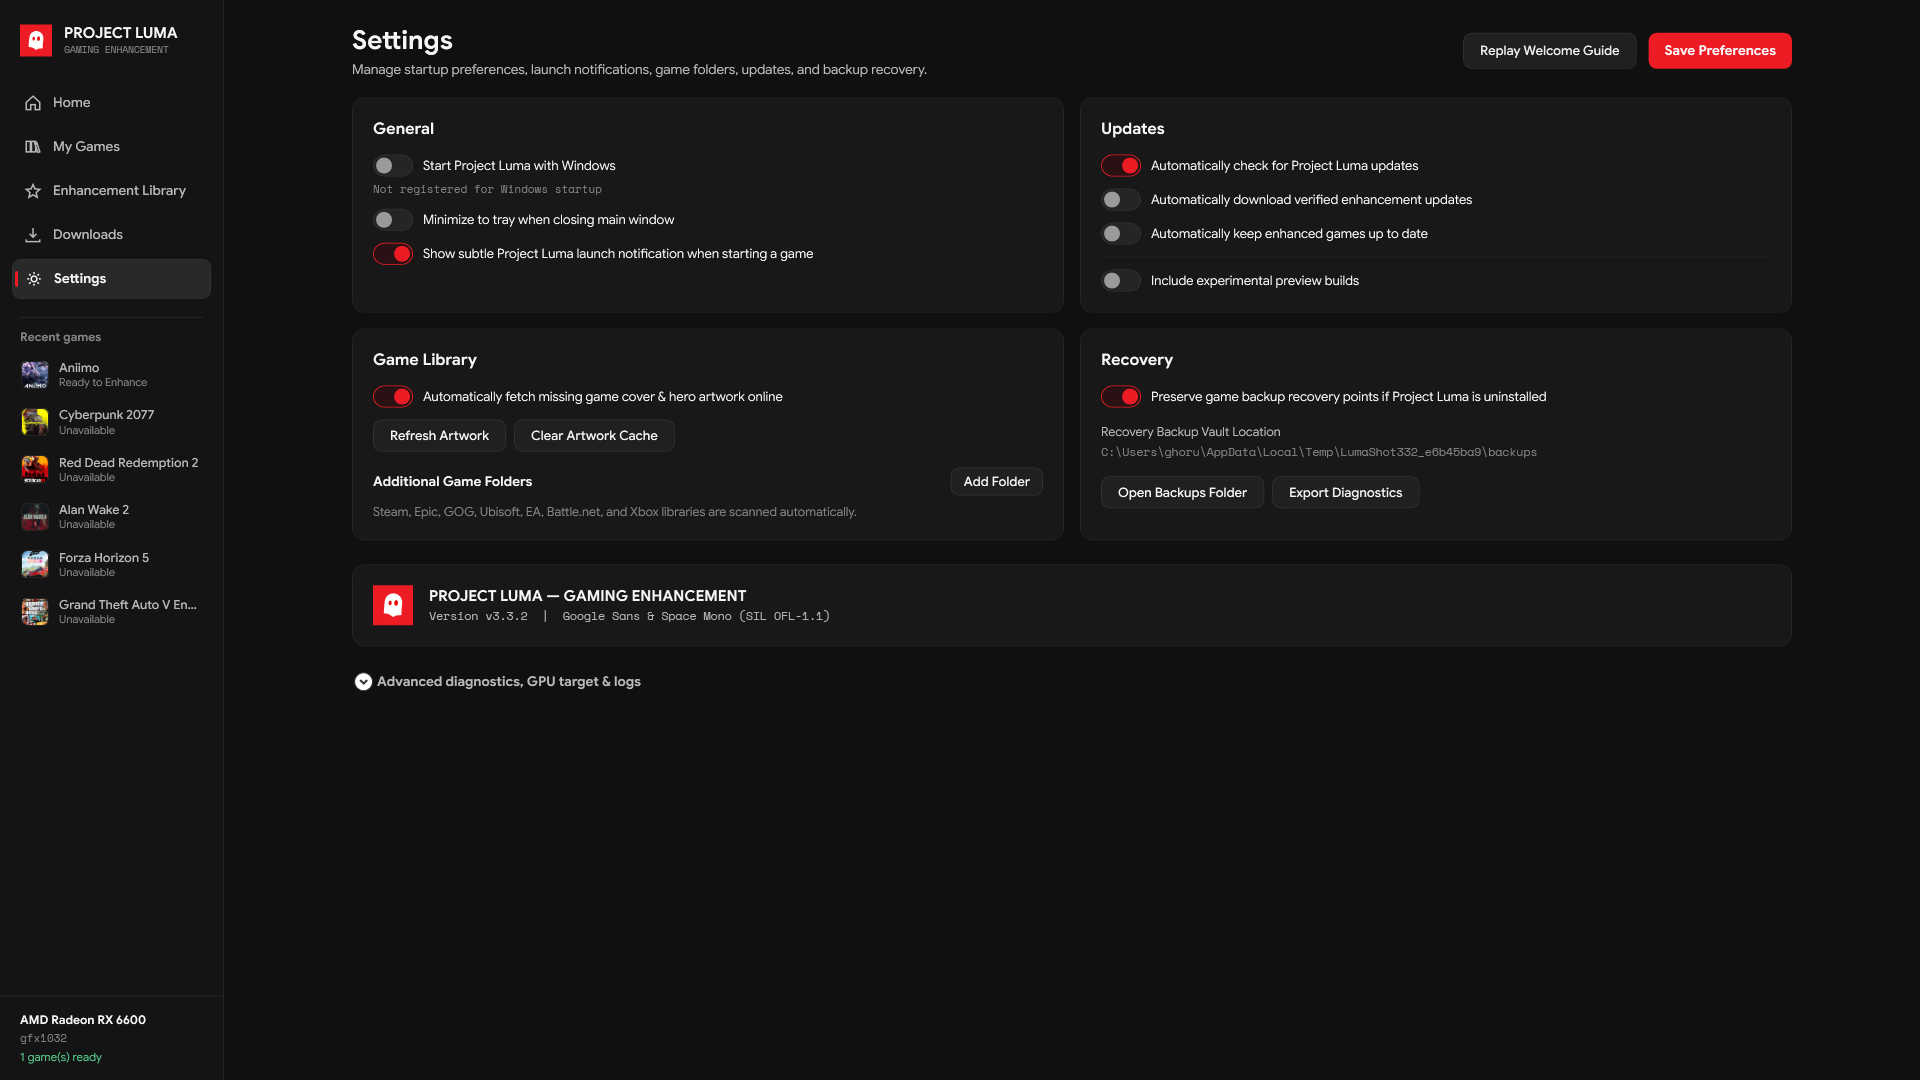 PROJECT LUMA
GAMING ENHANCEMENT
Home
My Games
Enhancement Library
Downloads
Settings
Recent games
Aniimo
Ready to Enhance
Cyberpunk 2077
Unavailable
Red Dead Redemption 2
Unavailable
Alan Wake 2
Unavailable
Forza Horizon 5
Unavailable
Grand Theft Auto V En...
Unavailable
AMD Radeon RX 6600
gfx1032
1 game(s) ready
Settings
Manage startup preferences, launch notifications, game folders, updates, and backup recovery.
Replay Welcome Guide
Save Preferences
General
Start Project Luma with Windows
Not registered for Windows startup
Minimize to tray when closing main window
Show subtle Project Luma launch notification when starting a game
Updates
Automatically check for Project Luma updates
Automatically download verified enhancement updates
Automatically keep enhanced games up to date
Include experimental preview builds
Game Library
Automatically fetch missing game cover & hero artwork online
Refresh Artwork
Clear Artwork Cache
Additional Game Folders
Add Folder
Steam, Epic, GOG, Ubisoft, EA, Battle.net, and Xbox libraries are scanned automatically.
Recovery
Preserve game backup recovery points if Project Luma is uninstalled
Recovery Backup Vault Location
C:\Users\ghoru\AppData\Local\Temp\LumaShot332_e6b45ba9\backups
Open Backups Folder
Export Diagnostics
PROJECT LUMA — GAMING ENHANCEMENT
Version v3.3.2 | Google Sans & Space Mono (SIL OFL-1.1)
Advanced diagnostics, GPU target & logs